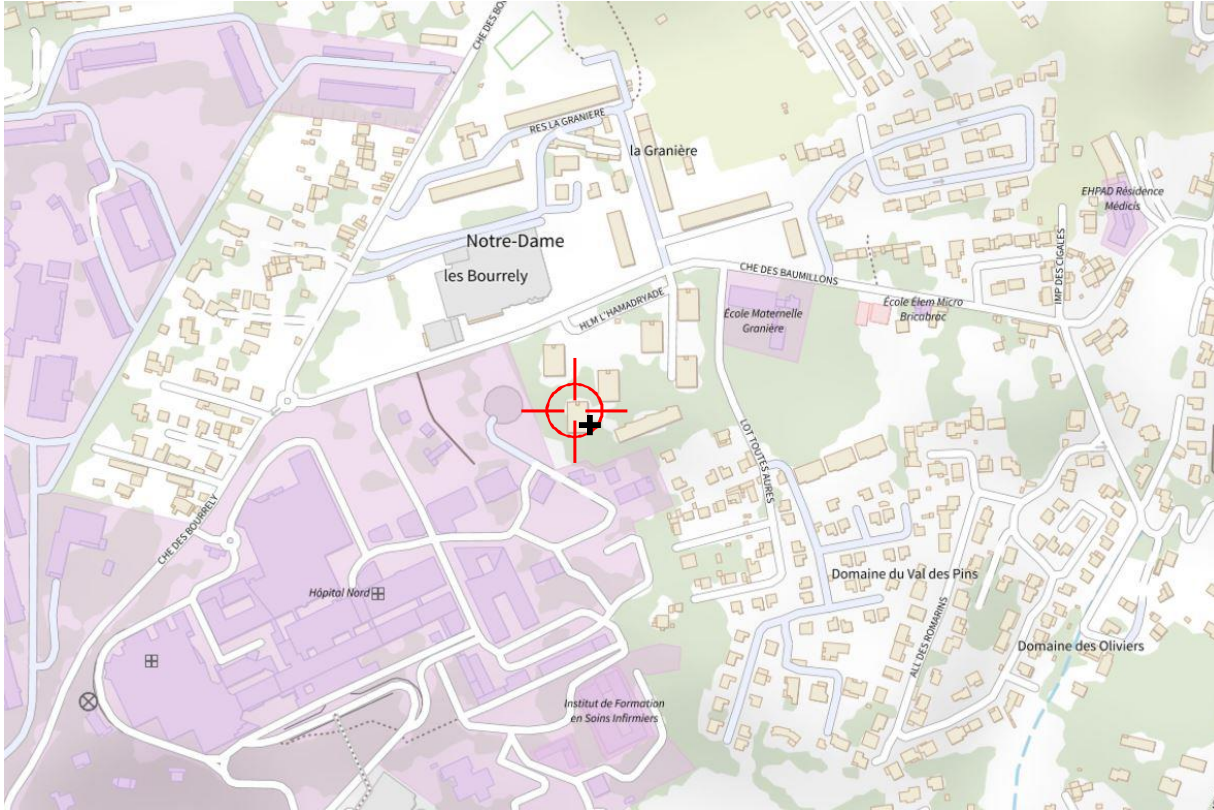 CHE DES BOU
RES LA GRANIERE
la Granière
EHPAD Résidence
Médicis
Notre-Dame
les Bourrely
CHE DES BAUMILLONS
IMP DES CIGALES
HLM L'HAMADRYADE
École Maternelle
Granière
École Élem Micro
Bricabrac
LOT TOUTES AURES
CHE DES BOURRELY
Domaine du Val des Pins
Hôpital Nord
ALL DES ROMARINS
Domaine des Oliviers
Institut de Formation
en Soins Infirmiers